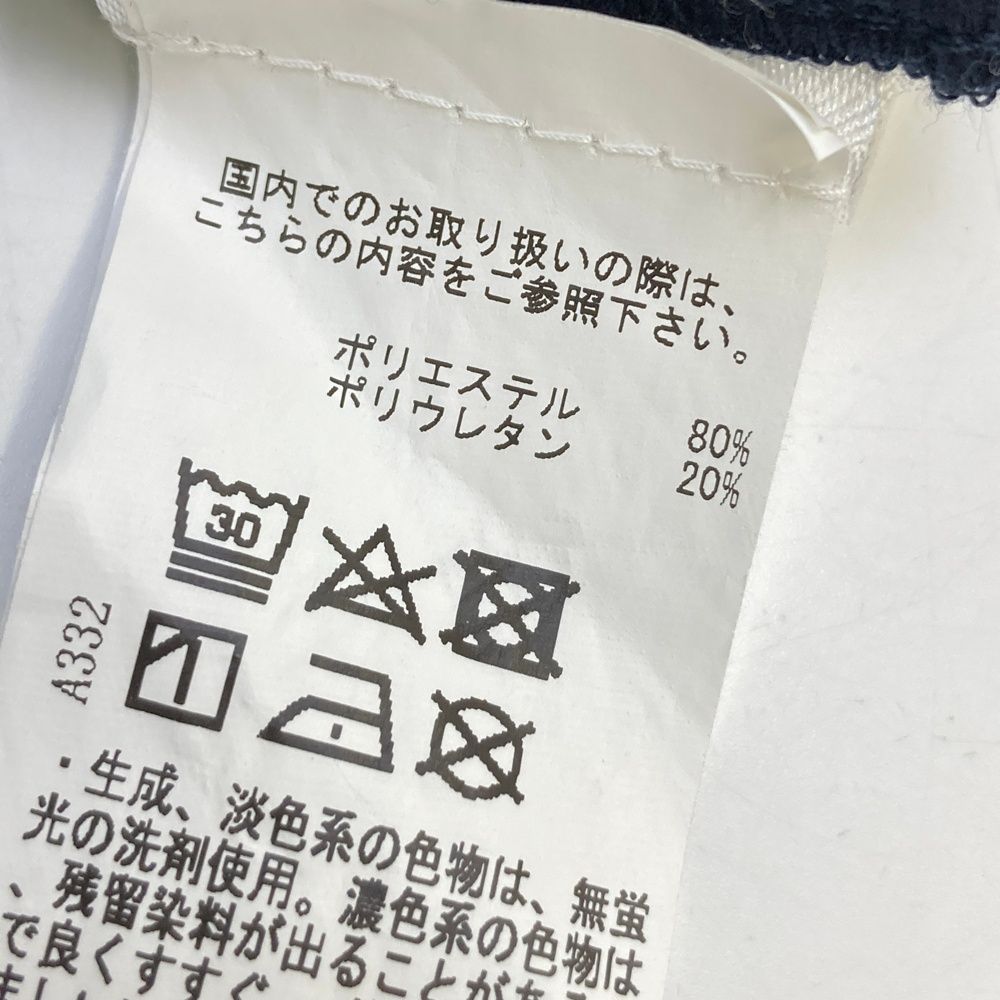 国内でのお取り扱いの際は、
こちらの内容をご参照下さい。
ポリエステル 80%
ポリウレタン 20%
30
A332
・生成、淡色系の色物は、無蛍
光の洗剤使用。濃色系の色物は
、残留染料が出ることがあ
で良くすすぐ